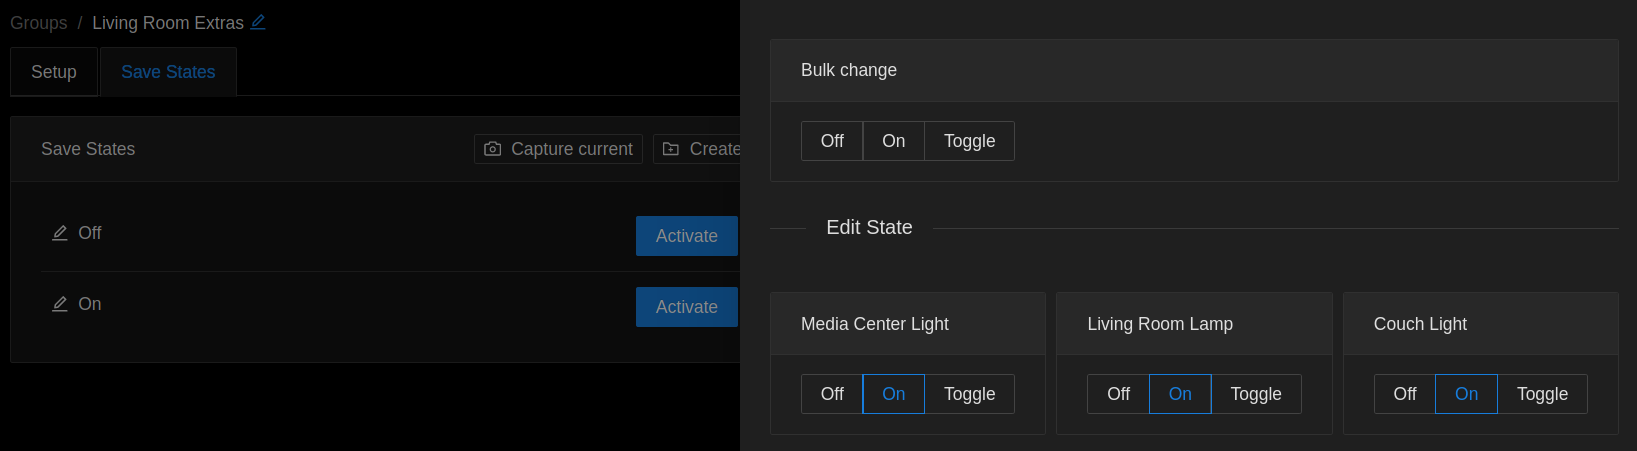 Groups / Living Room Extras
Setup Save States
Save States Capture current Create
Off Activate
On Activate
Bulk change
Off On Toggle
Edit State
Media Center Light Living Room Lamp Couch Light
Off On Toggle Off On Toggle Off On Toggle